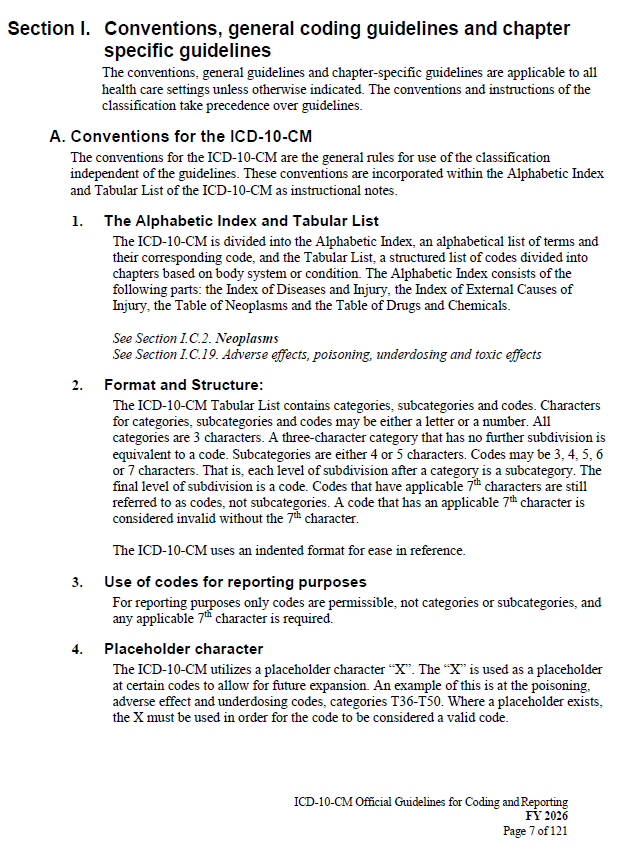 Section I. Conventions, general coding guidelines and chapter
specific guidelines
The conventions, general guidelines and chapter-specific guidelines are applicable to all
health care settings unless otherwise indicated. The conventions and instructions of the
classification take precedence over guidelines.
A. Conventions for the ICD-10-CM
The conventions for the ICD-10-CM are the general rules for use of the classification
independent of the guidelines. These conventions are incorporated within the Alphabetic Index
and Tabular List of the ICD-10-CM as instructional notes.
1. The Alphabetic Index and Tabular List
The ICD-10-CM is divided into the Alphabetic Index, an alphabetical list of terms and
their corresponding code, and the Tabular List, a structured list of codes divided into
chapters based on body system or condition. The Alphabetic Index consists of the
following parts: the Index of Diseases and Injury, the Index of External Causes of
Injury, the Table of Neoplasms and the Table of Drugs and Chemicals.
See Section I.C.2. Neoplasms
See Section I.C.19. Adverse effects, poisoning, underdosing and toxic effects
2. Format and Structure:
The ICD-10-CM Tabular List contains categories, subcategories and codes. Characters
for categories, subcategories and codes may be either a letter or a number. All
categories are 3 characters. A three-character category that has no further subdivision is
equivalent to a code. Subcategories are either 4 or 5 characters. Codes may be 3, 4, 5, 6
or 7 characters. That is, each level of subdivision after a category is a subcategory. The
final level of subdivision is a code. Codes that have applicable 7th characters are still
referred to as codes, not subcategories. A code that has an applicable 7th character is
considered invalid without the 7th character.
The ICD-10-CM uses an indented format for ease in reference.
3. Use of codes for reporting purposes
For reporting purposes only codes are permissible, not categories or subcategories, and
any applicable 7th character is required.
4. Placeholder character
The ICD-10-CM utilizes a placeholder character “X”. The “X” is used as a placeholder
at certain codes to allow for future expansion. An example of this is at the poisoning,
adverse effect and underdosing codes, categories T36-T50. Where a placeholder exists,
the X must be used in order for the code to be considered a valid code.
ICD-10-CM Official Guidelines for Coding and Reporting
FY 2026
Page 7 of 121